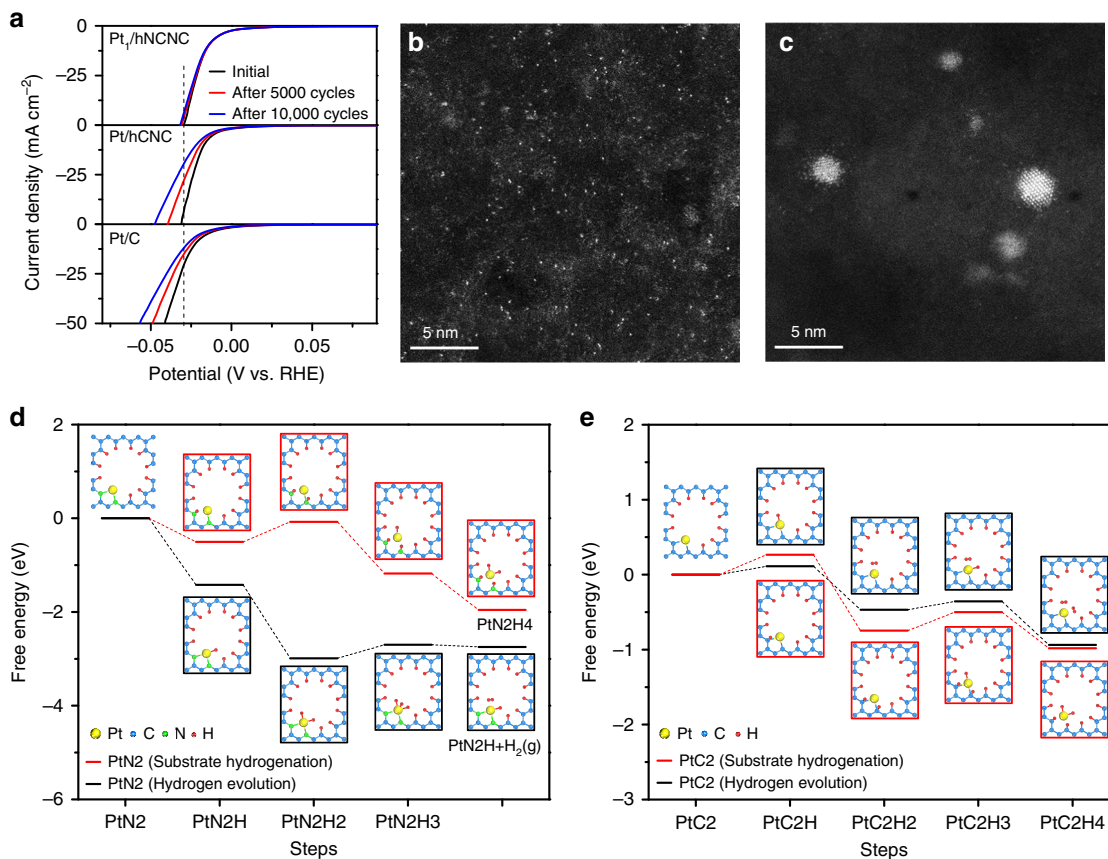 a
0
−25
0
−25
0
−25
−50
Current density (mA cm−2)
Pt1/hNCNC
Initial
After 5000 cycles
After 10,000 cycles
Pt/hCNC
Pt/C
−0.05
0.00
0.05
Potential (V vs. RHE)
b
5 nm
c
5 nm
d
2
0
−2
−4
−6
Free energy (eV)
PtN2H4
PtN2H+H2(g)
Pt C N H
PtN2 (Substrate hydrogenation)
PtN2 (Hydrogen evolution)
PtN2 PtN2H PtN2H2 PtN2H3
Steps
e
2
1
0
−1
−2
−3
Free energy (eV)
Pt C H
PtC2 (Substrate hydrogenation)
PtC2 (Hydrogen evolution)
PtC2 PtC2H PtC2H2 PtC2H3 PtC2H4
Steps